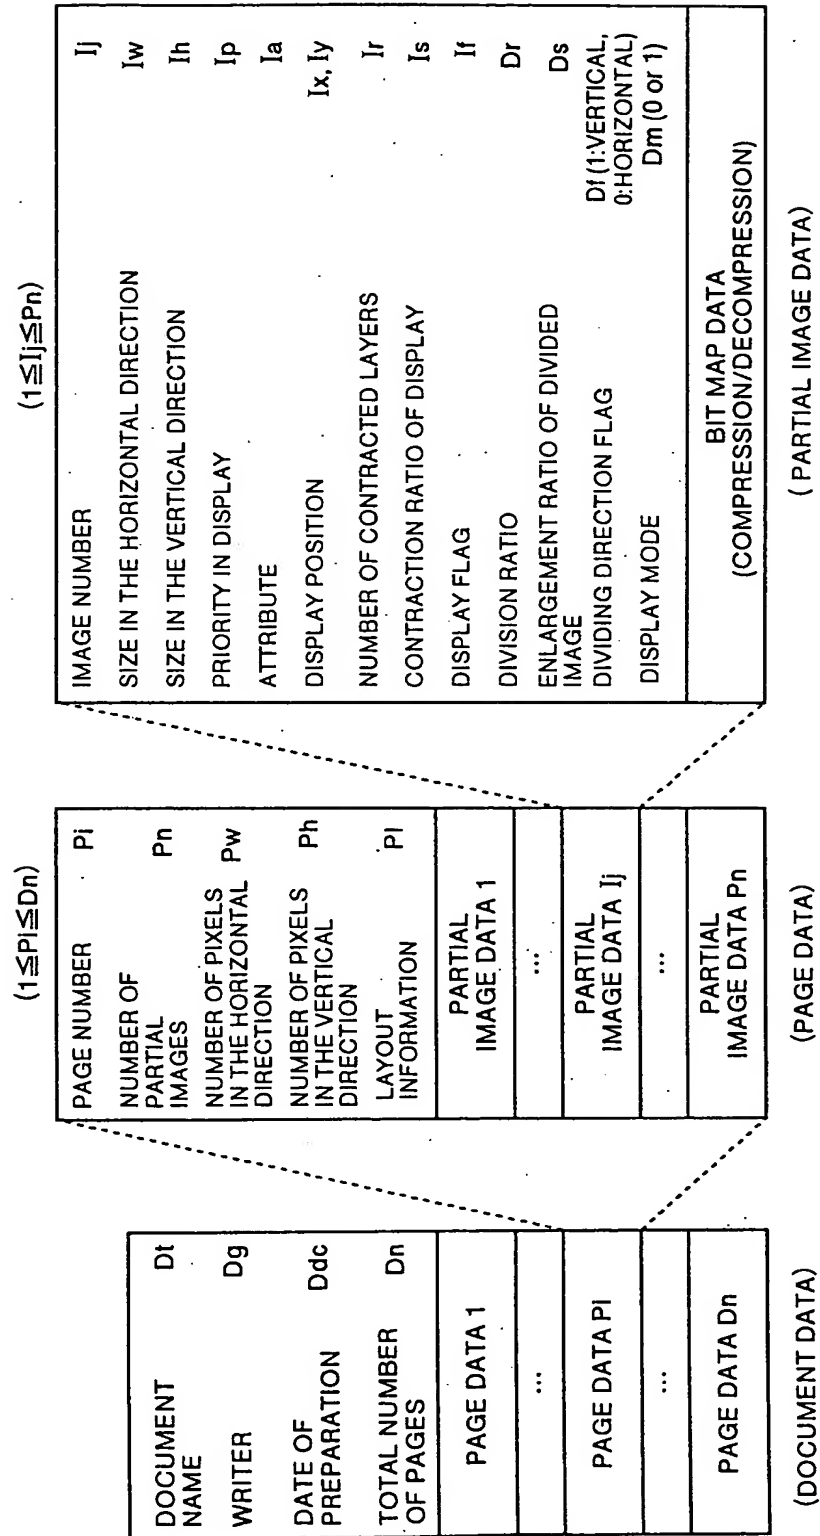 DOCUMENT Dt
NAME
WRITER Dg
DATE OF Ddc
PREPARATION
TOTAL NUMBER Dn
OF PAGES
PAGE DATA 1
...
PAGE DATA Pi
...
PAGE DATA Dn
(DOCUMENT DATA)
(1≦Pi≦Dn)
PAGE NUMBER Pi
NUMBER OF Pn
PARTIAL
IMAGES
NUMBER OF PIXELS Pw
IN THE HORIZONTAL
DIRECTION
NUMBER OF PIXELS Ph
IN THE VERTICAL
DIRECTION
LAYOUT Pl
INFORMATION
PARTIAL
IMAGE DATA 1
...
PARTIAL
IMAGE DATA Ij
...
PARTIAL
IMAGE DATA Pn
(PAGE DATA)
(1≦Ij≦Pn)
IMAGE NUMBER Ij
SIZE IN THE HORIZONTAL DIRECTION Iw
SIZE IN THE VERTICAL DIRECTION Ih
PRIORITY IN DISPLAY Ip
ATTRIBUTE Ia
DISPLAY POSITION Ix, Iy
NUMBER OF CONTRACTED LAYERS Ir
CONTRACTION RATIO OF DISPLAY Is
DISPLAY FLAG If
DIVISION RATIO Dr
ENLARGEMENT RATIO OF DIVIDED Ds
IMAGE
DIVIDING DIRECTION FLAG Df (1:VERTICAL,
0:HORIZONTAL)
DISPLAY MODE Dm (0 or 1)
BIT MAP DATA
(COMPRESSION/DECOMPRESSION)
( PARTIAL IMAGE DATA)